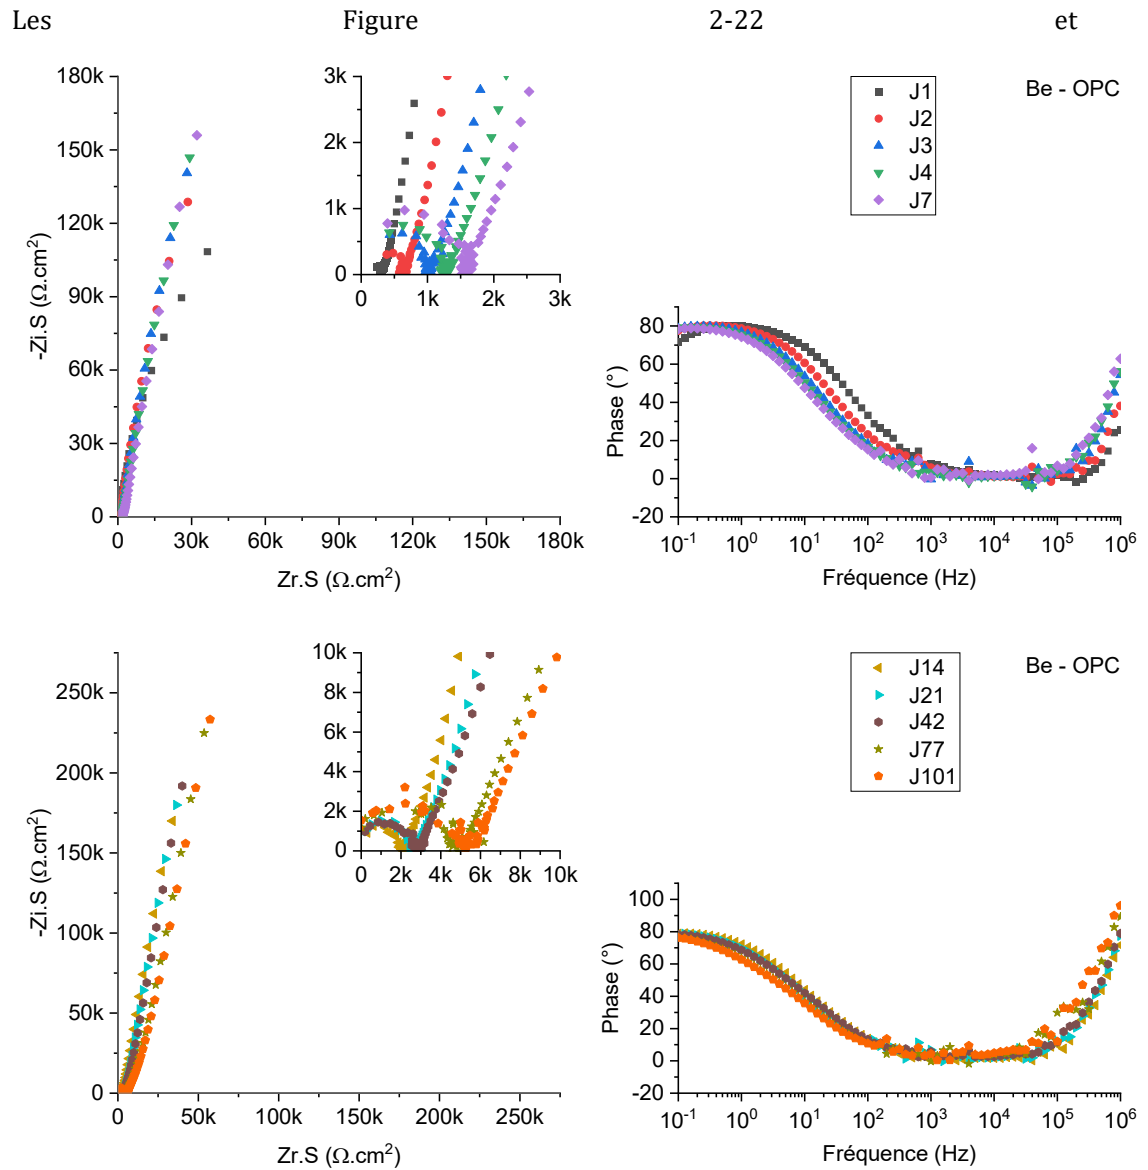 Les Figure 2-22 et
180k
150k
120k
90k
60k
30k
0
-Zi.S (Ω.cm²)
0 30k 60k 90k 120k 150k 180k
Zr.S (Ω.cm²)
3k
2k
1k
0
0 1k 2k 3k
J1
J2
J3
J4
J7
Be - OPC
80
60
40
20
0
-20
Phase (°)
10⁻¹ 10⁰ 10¹ 10² 10³ 10⁴ 10⁵ 10⁶
Fréquence (Hz)
250k
200k
150k
100k
50k
0
-Zi.S (Ω.cm²)
0 50k 100k 150k 200k 250k
Zr.S (Ω.cm²)
10k
8k
6k
4k
2k
0
0 2k 4k 6k 8k 10k
J14
J21
J42
J77
J101
Be - OPC
100
80
60
40
20
0
-20
Phase (°)
10⁻¹ 10⁰ 10¹ 10² 10³ 10⁴ 10⁵ 10⁶
Fréquence (Hz)